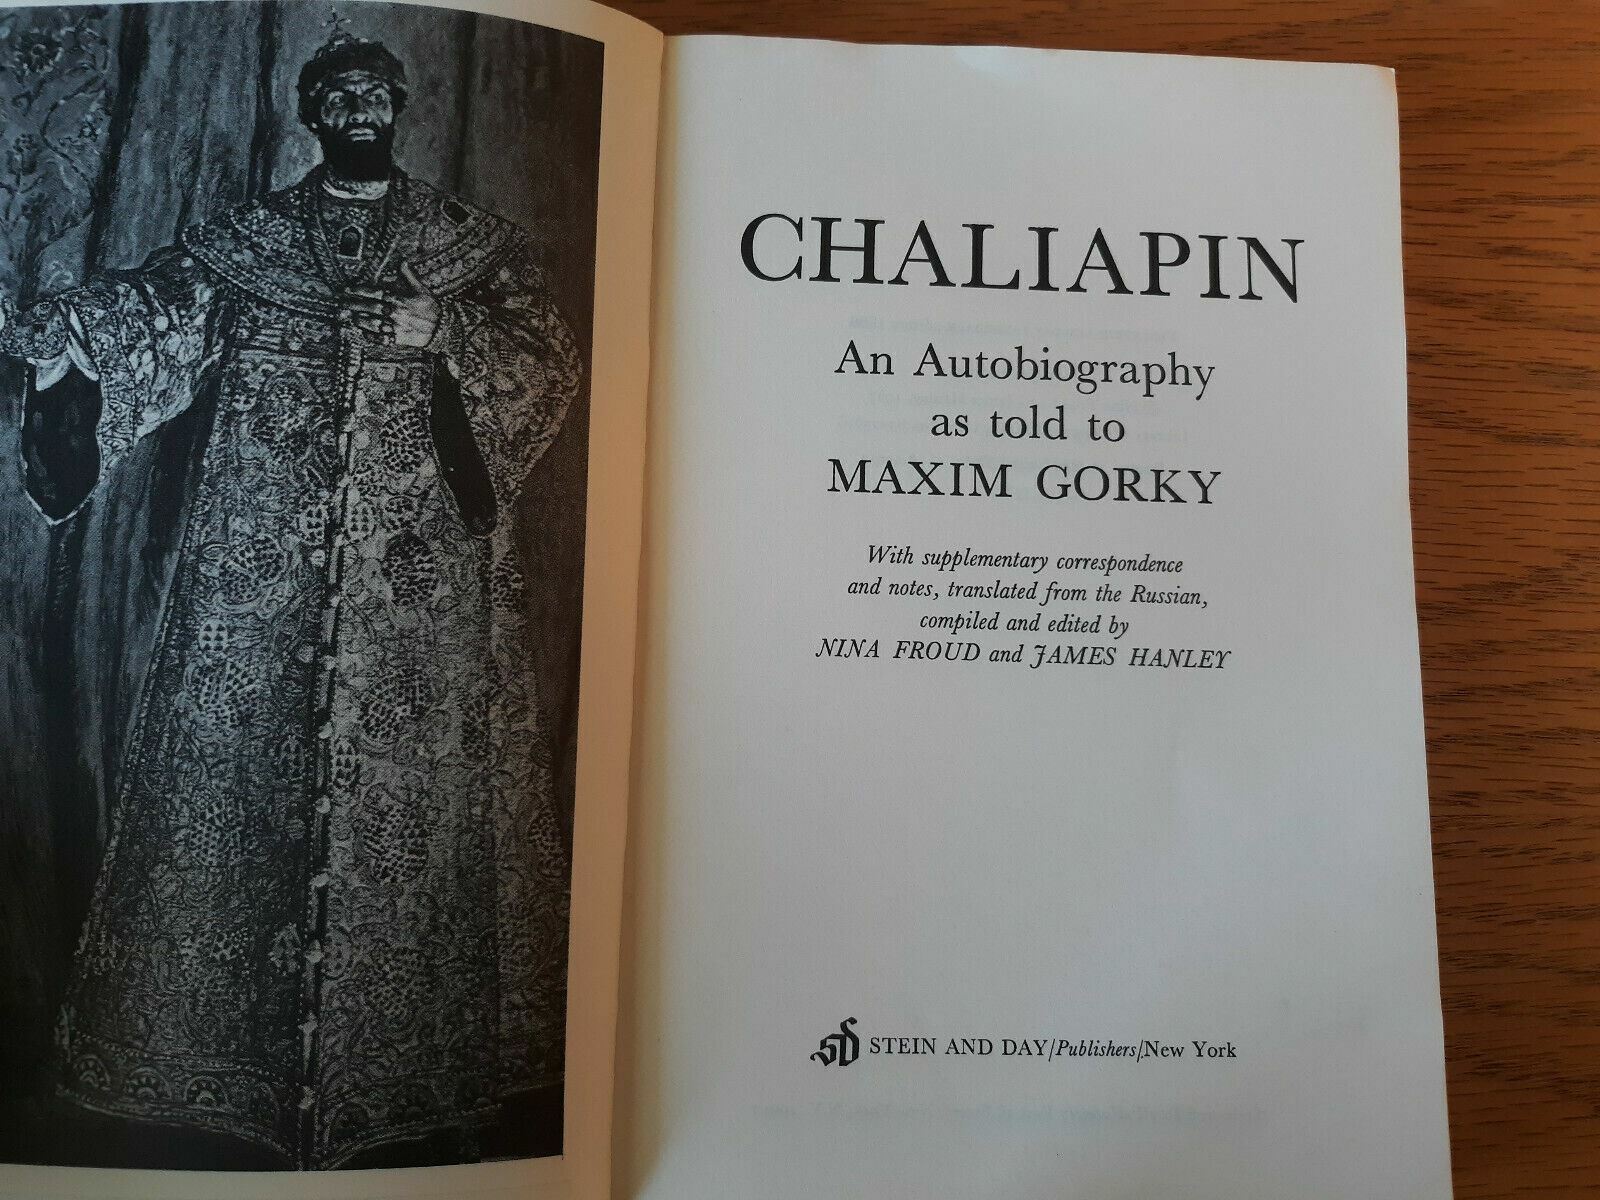 CHALIAPIN
An Autobiography
as told to
MAXIM GORKY
With supplementary correspondence
and notes, translated from the Russian,
compiled and edited by
NINA FROUD and JAMES HANLEY
SD STEIN AND DAY/Publishers/New York